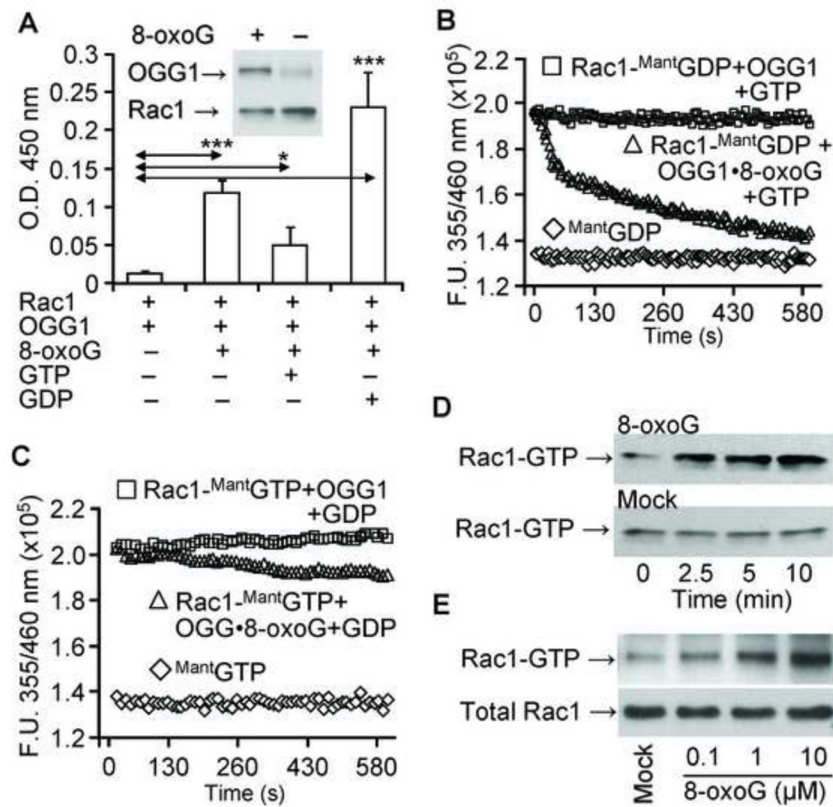 A
8-oxoG + –
OGG1→
Rac1 →
***
***
*
O.D. 450 nm
0.3
0.25
0.2
0.15
0.1
0.05
0
Rac1 + + + +
OGG1 + + + +
8-oxoG – + + +
GTP – – + –
GDP – – – +
B
F.U. 355/460 nm (x10⁵)
2.2
2.0
1.8
1.6
1.4
1.2
□ Rac1-ᴹᵃⁿᵗGDP+OGG1
+GTP
△ Rac1-ᴹᵃⁿᵗGDP +
OGG1•8-oxoG
+GTP
◇ ᴹᵃⁿᵗGDP
0 130 260 430 580
Time (s)
C
F.U. 355/460 nm (x10⁵)
2.2
2.0
1.8
1.6
1.4
1.2
□ Rac1-ᴹᵃⁿᵗGTP+OGG1
+GDP
△ Rac1-ᴹᵃⁿᵗGTP+
OGG•8-oxoG+GDP
◇ ᴹᵃⁿᵗGTP
0 130 260 430 580
Time (s)
D
8-oxoG
Rac1-GTP →
Mock
Rac1-GTP →
0 2.5 5 10
Time (min)
E
Rac1-GTP →
Total Rac1 →
Mock 0.1 1 10
8-oxoG (µM)